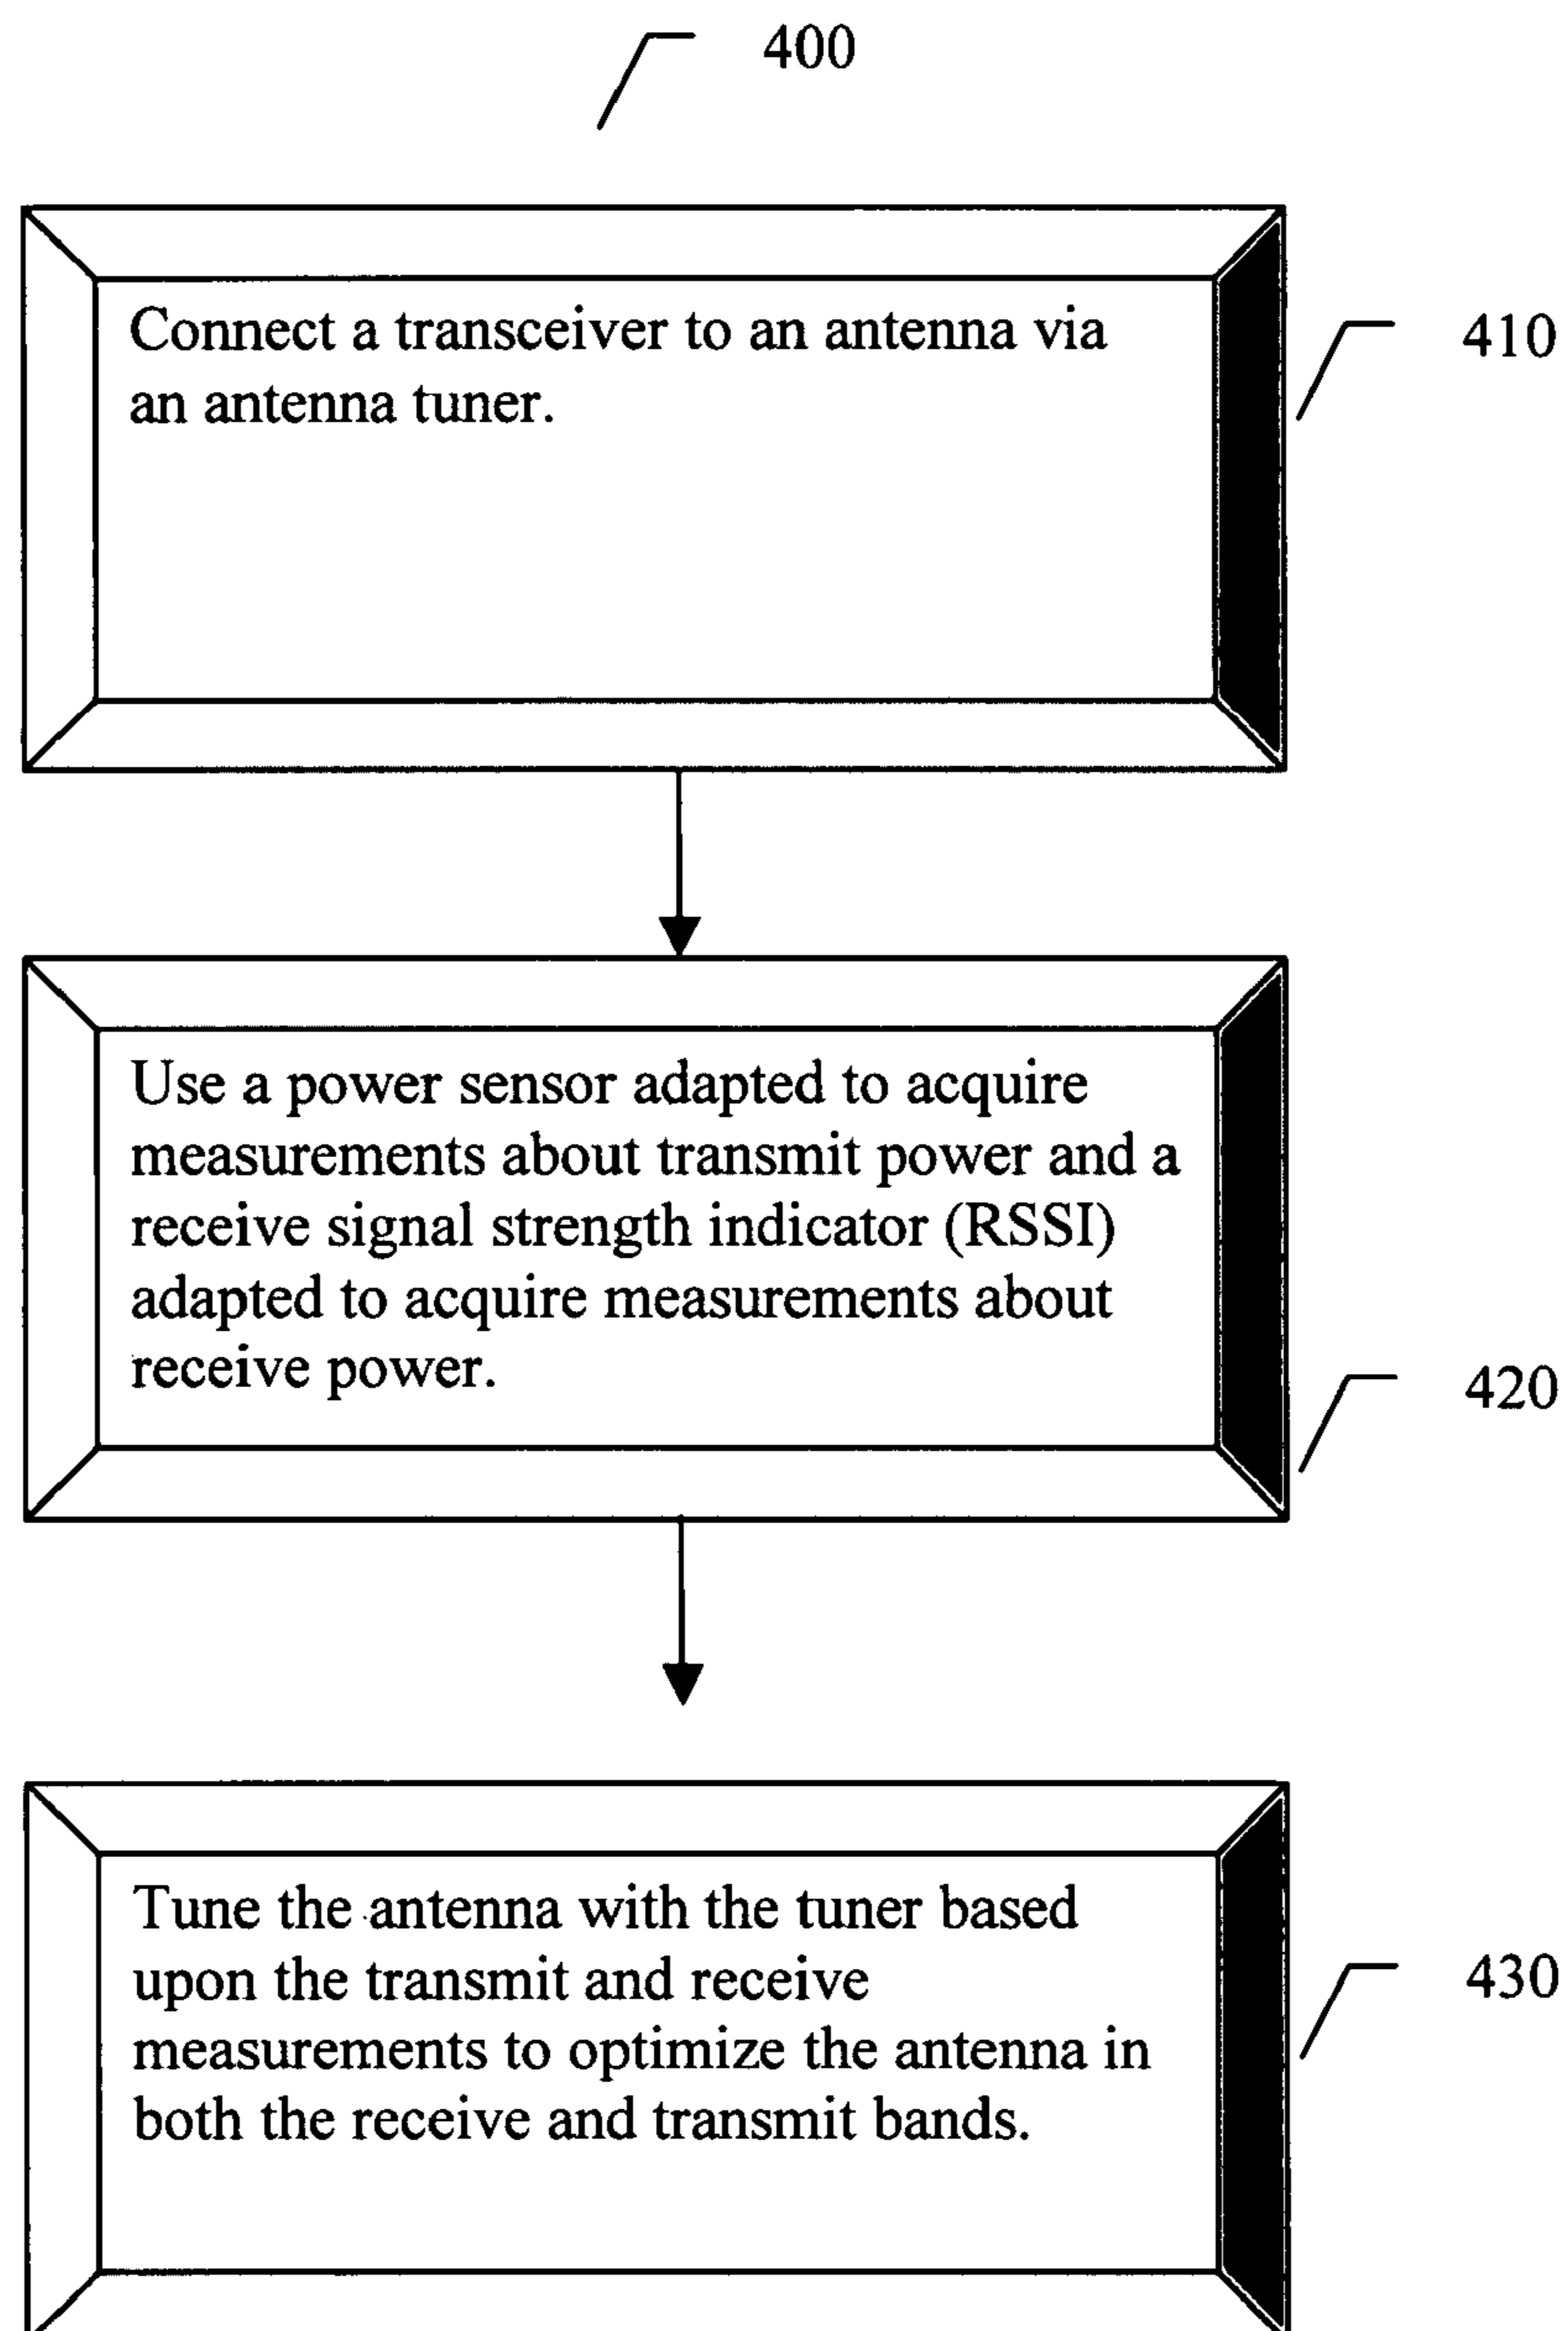 400
Connect a transceiver to an antenna via
an antenna tuner.
410
Use a power sensor adapted to acquire
measurements about transmit power and a
receive signal strength indicator (RSSI)
adapted to acquire measurements about
receive power.
420
Tune the antenna with the tuner based
upon the transmit and receive
measurements to optimize the antenna in
both the receive and transmit bands.
430